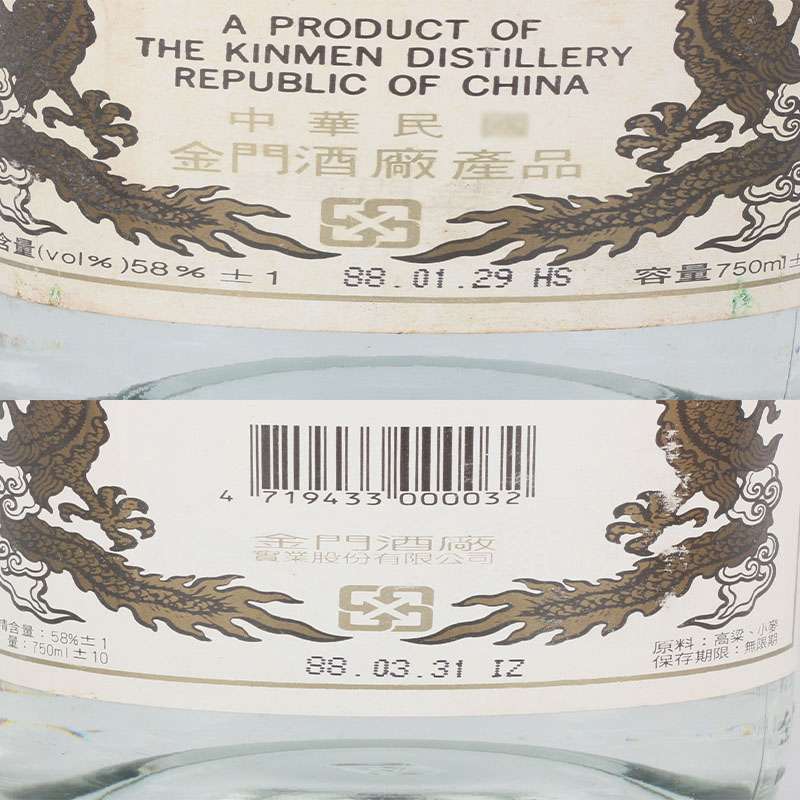 A PRODUCT OF
THE KINMEN DISTILLERY
REPUBLIC OF CHINA
中華民
金門酒廠產品
含量(vol%)58% ±1
88.01.29 HS
容量750ml±
4 719433 000032
金門酒廠
實業股份有限公司
精含量：58%±1
量：750ml±10
88.03.31 IZ
原料：高粱、小麥
保存期限：無限期